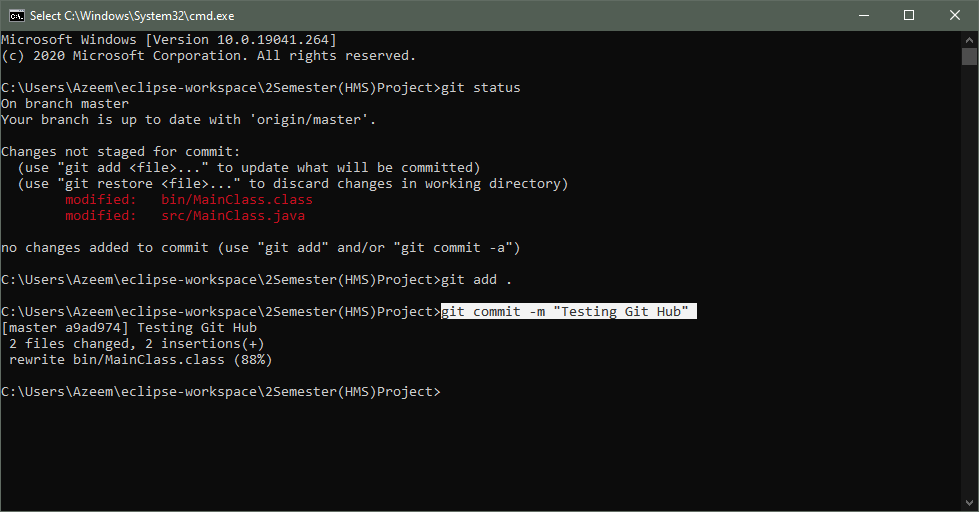 Select C:\Windows\System32\cmd.exe
Microsoft Windows [Version 10.0.19041.264]
(c) 2020 Microsoft Corporation. All rights reserved.
C:\Users\Azeem\eclipse-workspace\2Semester(HMS)Project>git status
On branch master
Your branch is up to date with 'origin/master'.
Changes not staged for commit:
  (use "git add <file>..." to update what will be committed)
  (use "git restore <file>..." to discard changes in working directory)
        modified:   bin/MainClass.class
        modified:   src/MainClass.java
no changes added to commit (use "git add" and/or "git commit -a")
C:\Users\Azeem\eclipse-workspace\2Semester(HMS)Project>git add .
C:\Users\Azeem\eclipse-workspace\2Semester(HMS)Project>git commit -m "Testing Git Hub"
[master a9ad974] Testing Git Hub
 2 files changed, 2 insertions(+)
 rewrite bin/MainClass.class (88%)
C:\Users\Azeem\eclipse-workspace\2Semester(HMS)Project>